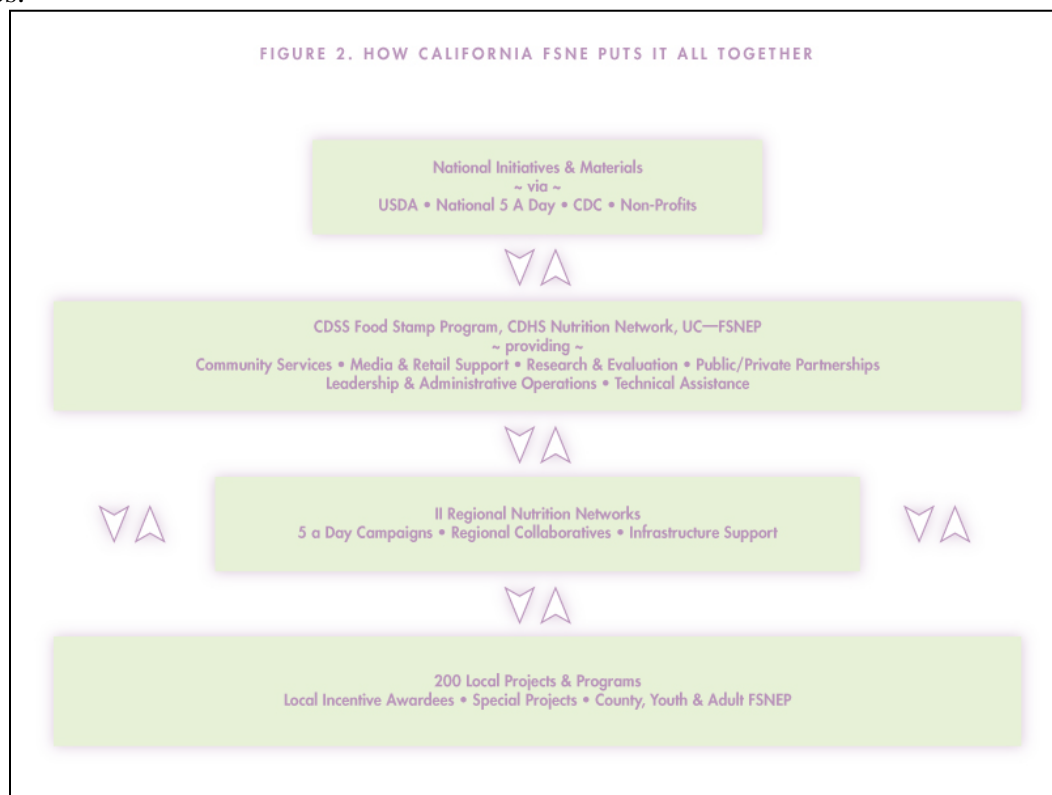 FIGURE 2. HOW CALIFORNIA FSNE PUTS IT ALL TOGETHER
National Initiatives & Materials
~ via ~
USDA • National 5 A Day • CDC • Non-Profits
CDSS Food Stamp Program, CDHS Nutrition Network, UC—FSNEP
~ providing ~
Community Services • Media & Retail Support • Research & Evaluation • Public/Private Partnerships
Leadership & Administrative Operations • Technical Assistance
II Regional Nutrition Networks
5 a Day Campaigns • Regional Collaboratives • Infrastructure Support
200 Local Projects & Programs
Local Incentive Awardees • Special Projects • County, Youth & Adult FSNEP